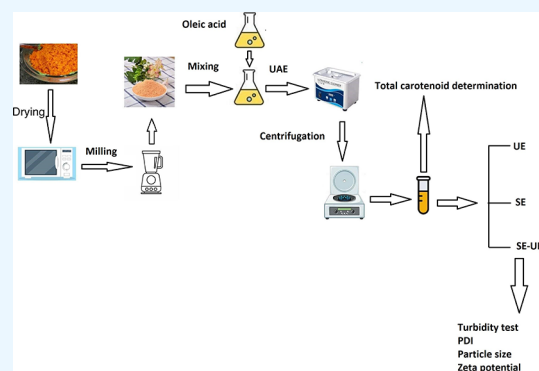 Oleic acid
Mixing
UAE
Drying
Milling
Centrifugation
Total carotenoid determination
UE
SE
SE-UE
Turbidity test
PDI
Particle size
Zeta potential